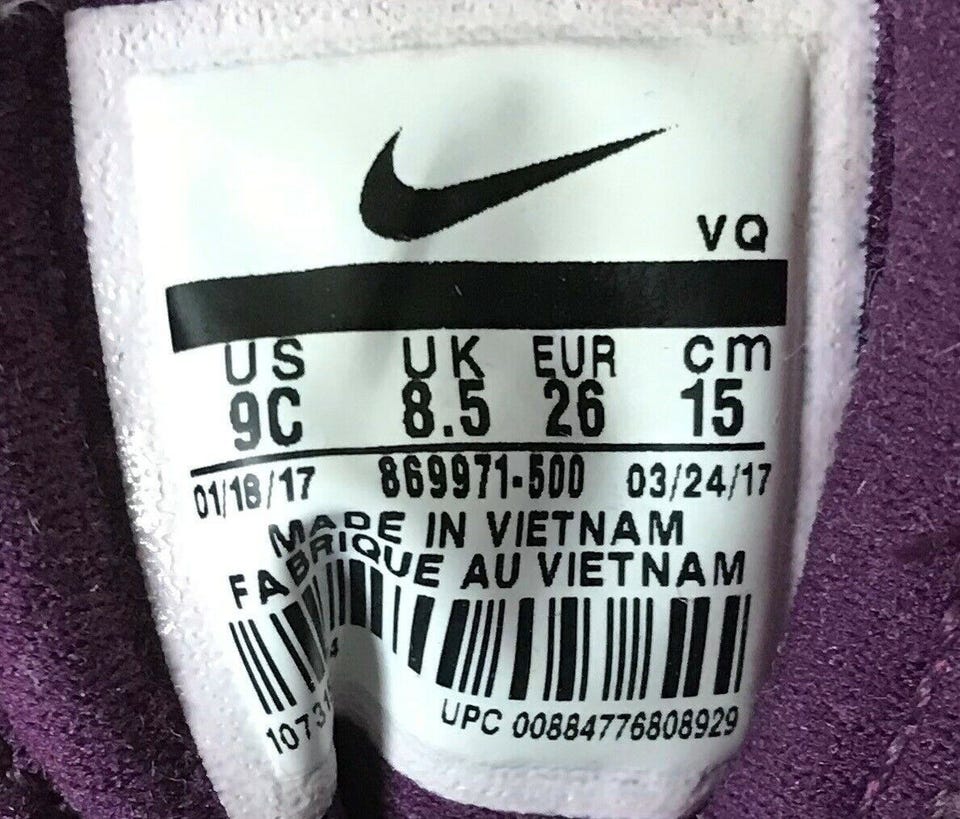 VQ
US UK EUR cm
9C 8.5 26 15
01/18/17 869971-500 03/24/17
MADE IN VIETNAM
FABRIQUE AU VIETNAM
UPC 00884776808929